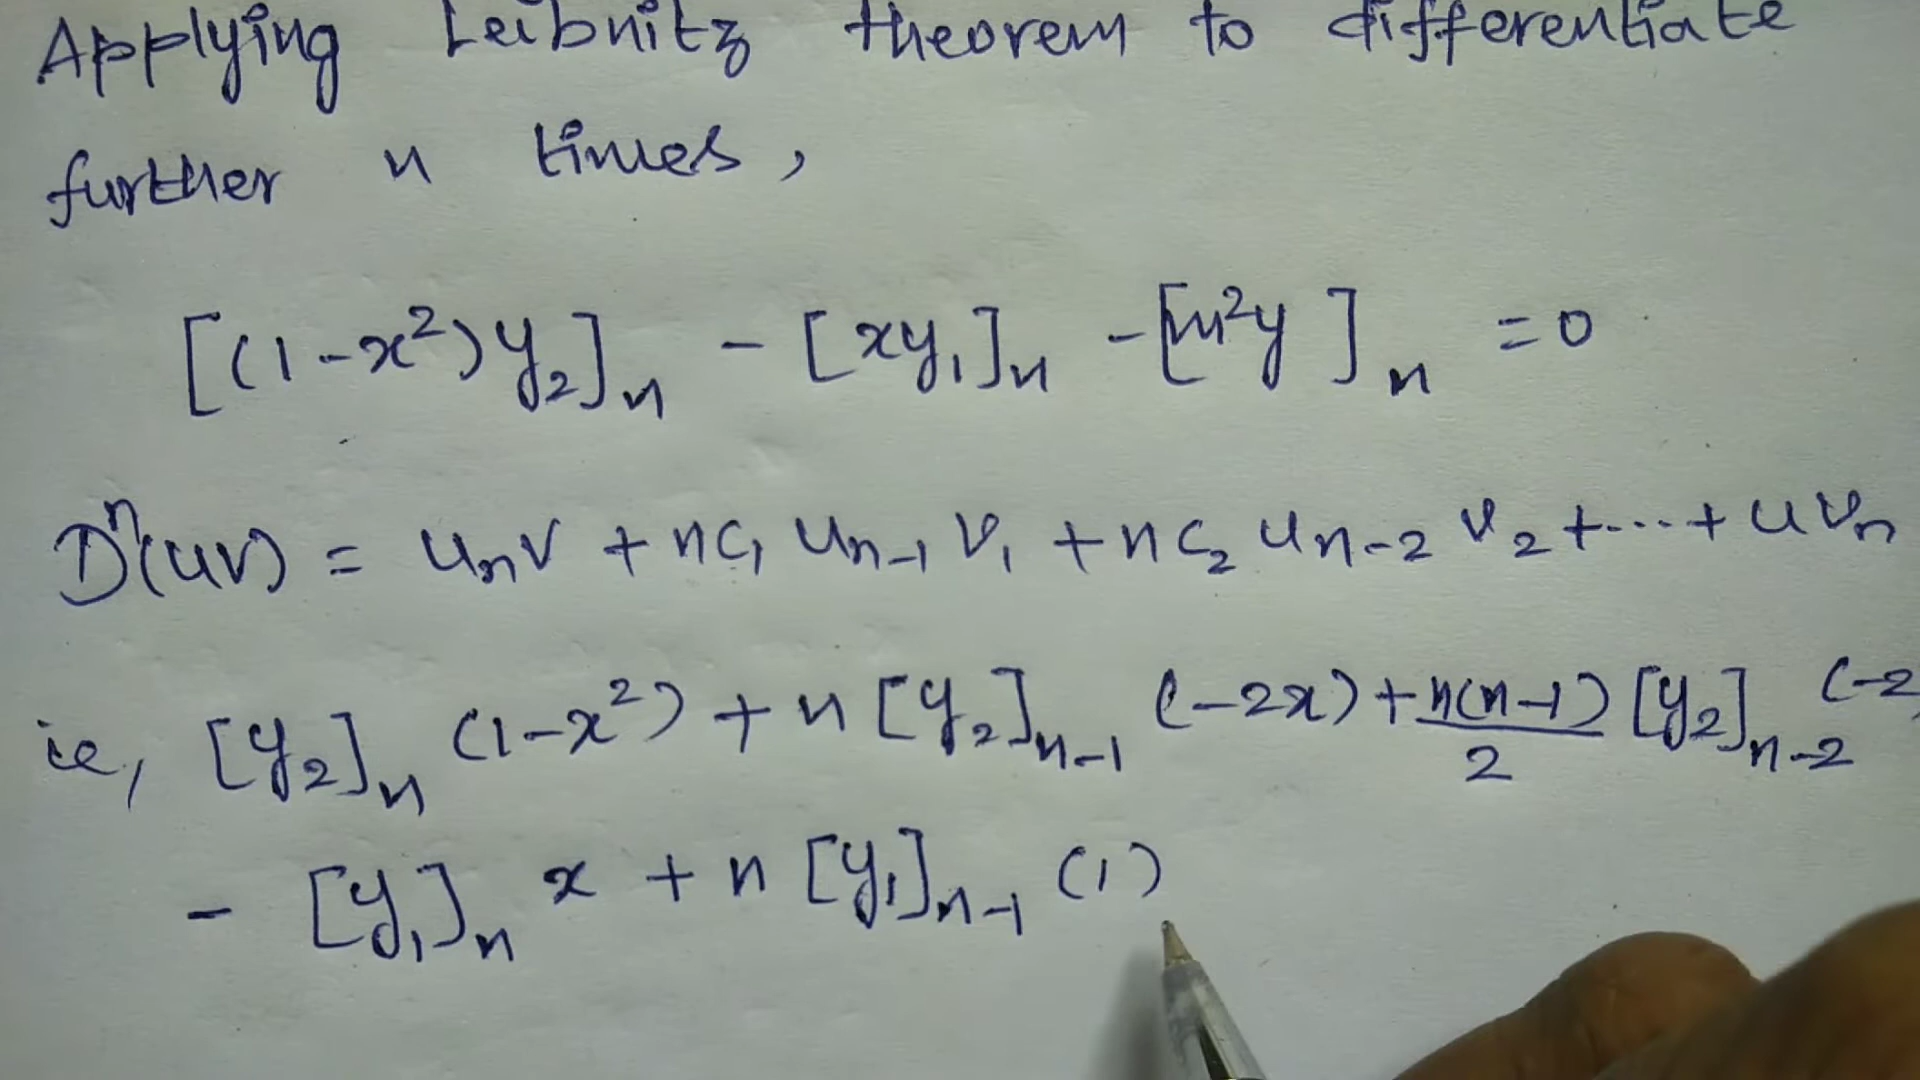 Applying Leibnitz theorem to differentiate
further n times,
[(1-x²)y₂]ₙ - [xy₁]ₙ - [m²y]ₙ = 0
Dⁿ(uv) = uₙv + nc₁ uₙ₋₁ v₁ + nc₂ uₙ₋₂ v₂ + ... + uvₙ
ie, [y₂]ₙ (1-x²) + n [y₂]ₙ₋₁ (-2x) + n(n-1)/2 [y₂]ₙ₋₂ (-2
- [y₁]ₙ x + n [y₁]ₙ₋₁ (1)